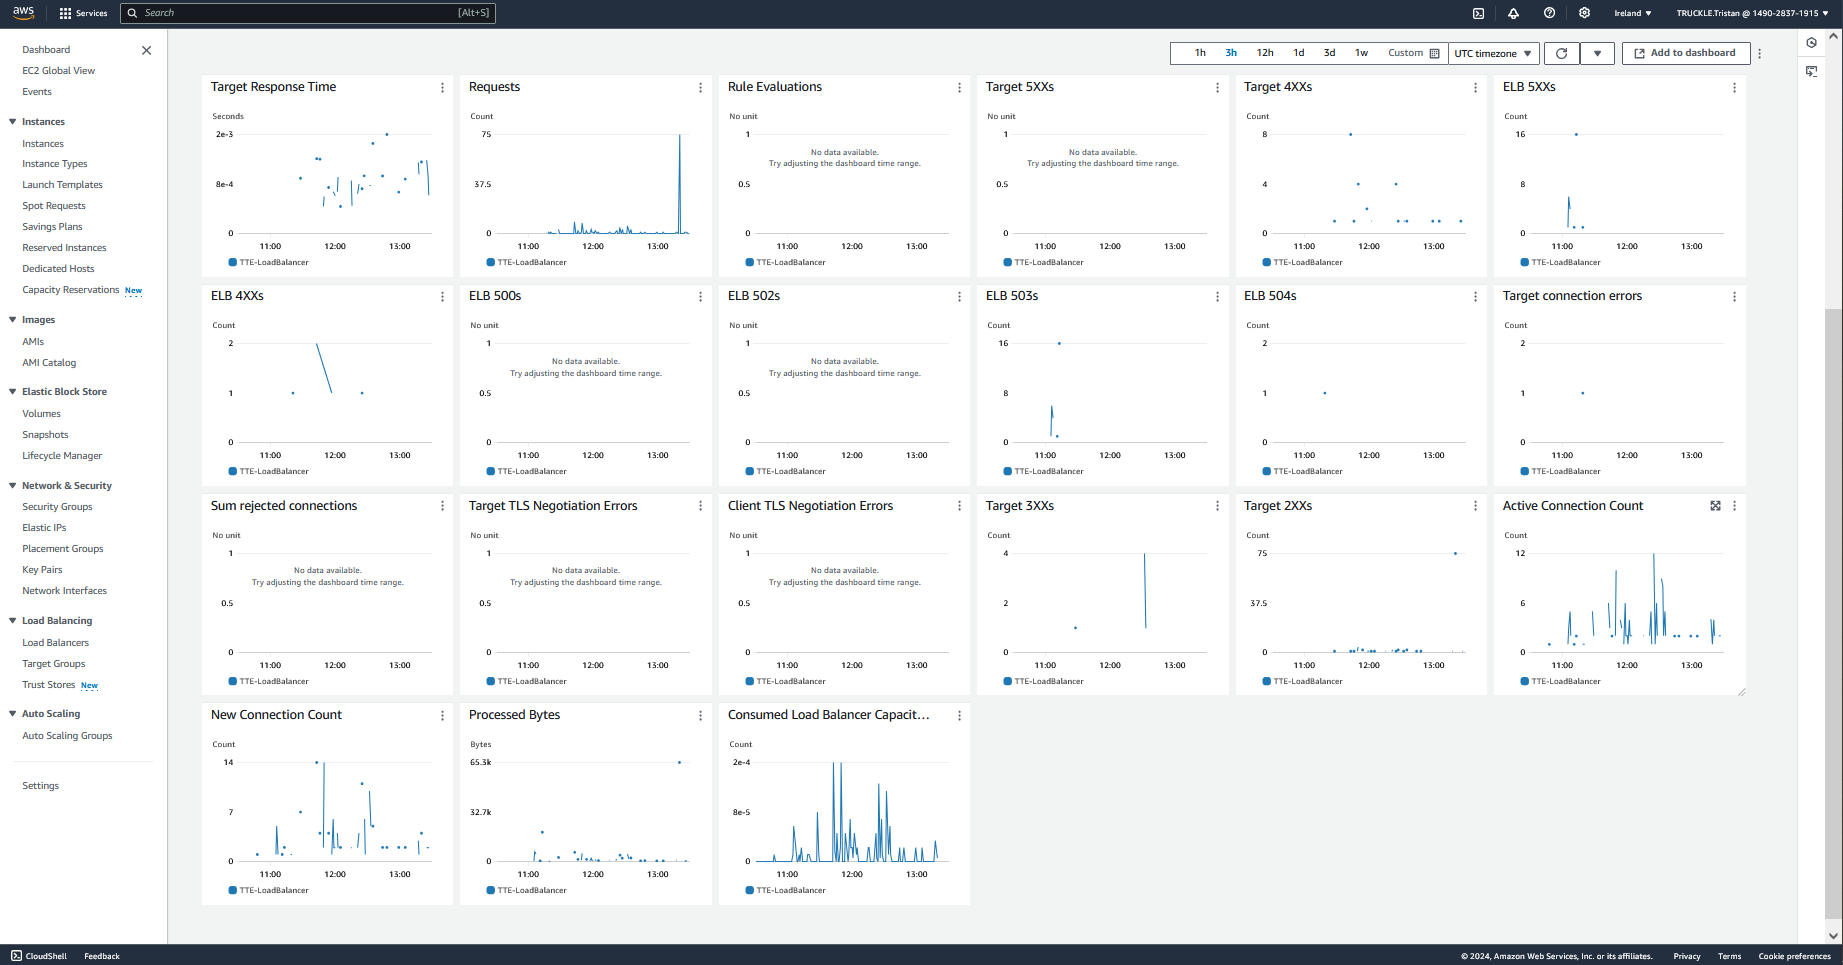 aws
Services
Search
[Alt+S]
Ireland ▼
TRUCKLE.Tristan @ 1490-2837-1915 ▼
Dashboard
EC2 Global View
Events
Instances
Instances
Instance Types
Launch Templates
Spot Requests
Savings Plans
Reserved Instances
Dedicated Hosts
Capacity Reservations New
Images
AMIs
AMI Catalog
Elastic Block Store
Volumes
Snapshots
Lifecycle Manager
Network & Security
Security Groups
Elastic IPs
Placement Groups
Key Pairs
Network Interfaces
Load Balancing
Load Balancers
Target Groups
Trust Stores New
Auto Scaling
Auto Scaling Groups
Settings
1h 3h 12h 1d 3d 1w Custom
UTC timezone
Add to dashboard
Target Response Time
Seconds
2e-3
8e-4
0
11:00 12:00 13:00
TTE-LoadBalancer
Requests
Count
75
37.5
0
11:00 12:00 13:00
TTE-LoadBalancer
Rule Evaluations
No unit
1
No data available.
Try adjusting the dashboard time range.
0.5
0
11:00 12:00 13:00
TTE-LoadBalancer
Target 5XXs
No unit
1
No data available.
Try adjusting the dashboard time range.
0.5
0
11:00 12:00 13:00
TTE-LoadBalancer
Target 4XXs
Count
8
4
0
11:00 12:00 13:00
TTE-LoadBalancer
ELB 5XXs
Count
16
8
0
11:00 12:00 13:00
TTE-LoadBalancer
ELB 4XXs
Count
2
1
0
11:00 12:00 13:00
TTE-LoadBalancer
ELB 500s
No unit
1
No data available.
Try adjusting the dashboard time range.
0.5
0
11:00 12:00 13:00
TTE-LoadBalancer
ELB 502s
No unit
1
No data available.
Try adjusting the dashboard time range.
0.5
0
11:00 12:00 13:00
TTE-LoadBalancer
ELB 503s
Count
16
8
0
11:00 12:00 13:00
TTE-LoadBalancer
ELB 504s
Count
2
1
0
11:00 12:00 13:00
TTE-LoadBalancer
Target connection errors
Count
2
1
0
11:00 12:00 13:00
TTE-LoadBalancer
Sum rejected connections
No unit
1
No data available.
Try adjusting the dashboard time range.
0.5
0
11:00 12:00 13:00
TTE-LoadBalancer
Target TLS Negotiation Errors
No unit
1
No data available.
Try adjusting the dashboard time range.
0.5
0
11:00 12:00 13:00
TTE-LoadBalancer
Client TLS Negotiation Errors
No unit
1
No data available.
Try adjusting the dashboard time range.
0.5
0
11:00 12:00 13:00
TTE-LoadBalancer
Target 3XXs
Count
4
2
0
11:00 12:00 13:00
TTE-LoadBalancer
Target 2XXs
Count
75
37.5
0
11:00 12:00 13:00
TTE-LoadBalancer
Active Connection Count
Count
12
6
0
11:00 12:00 13:00
TTE-LoadBalancer
New Connection Count
Count
14
7
0
11:00 12:00 13:00
TTE-LoadBalancer
Processed Bytes
Bytes
65.3k
32.7k
0
11:00 12:00 13:00
TTE-LoadBalancer
Consumed Load Balancer Capacit...
Count
2e-4
8e-5
0
11:00 12:00 13:00
TTE-LoadBalancer
CloudShell
Feedback
© 2024, Amazon Web Services, Inc. or its affiliates.
Privacy
Terms
Cookie preferences